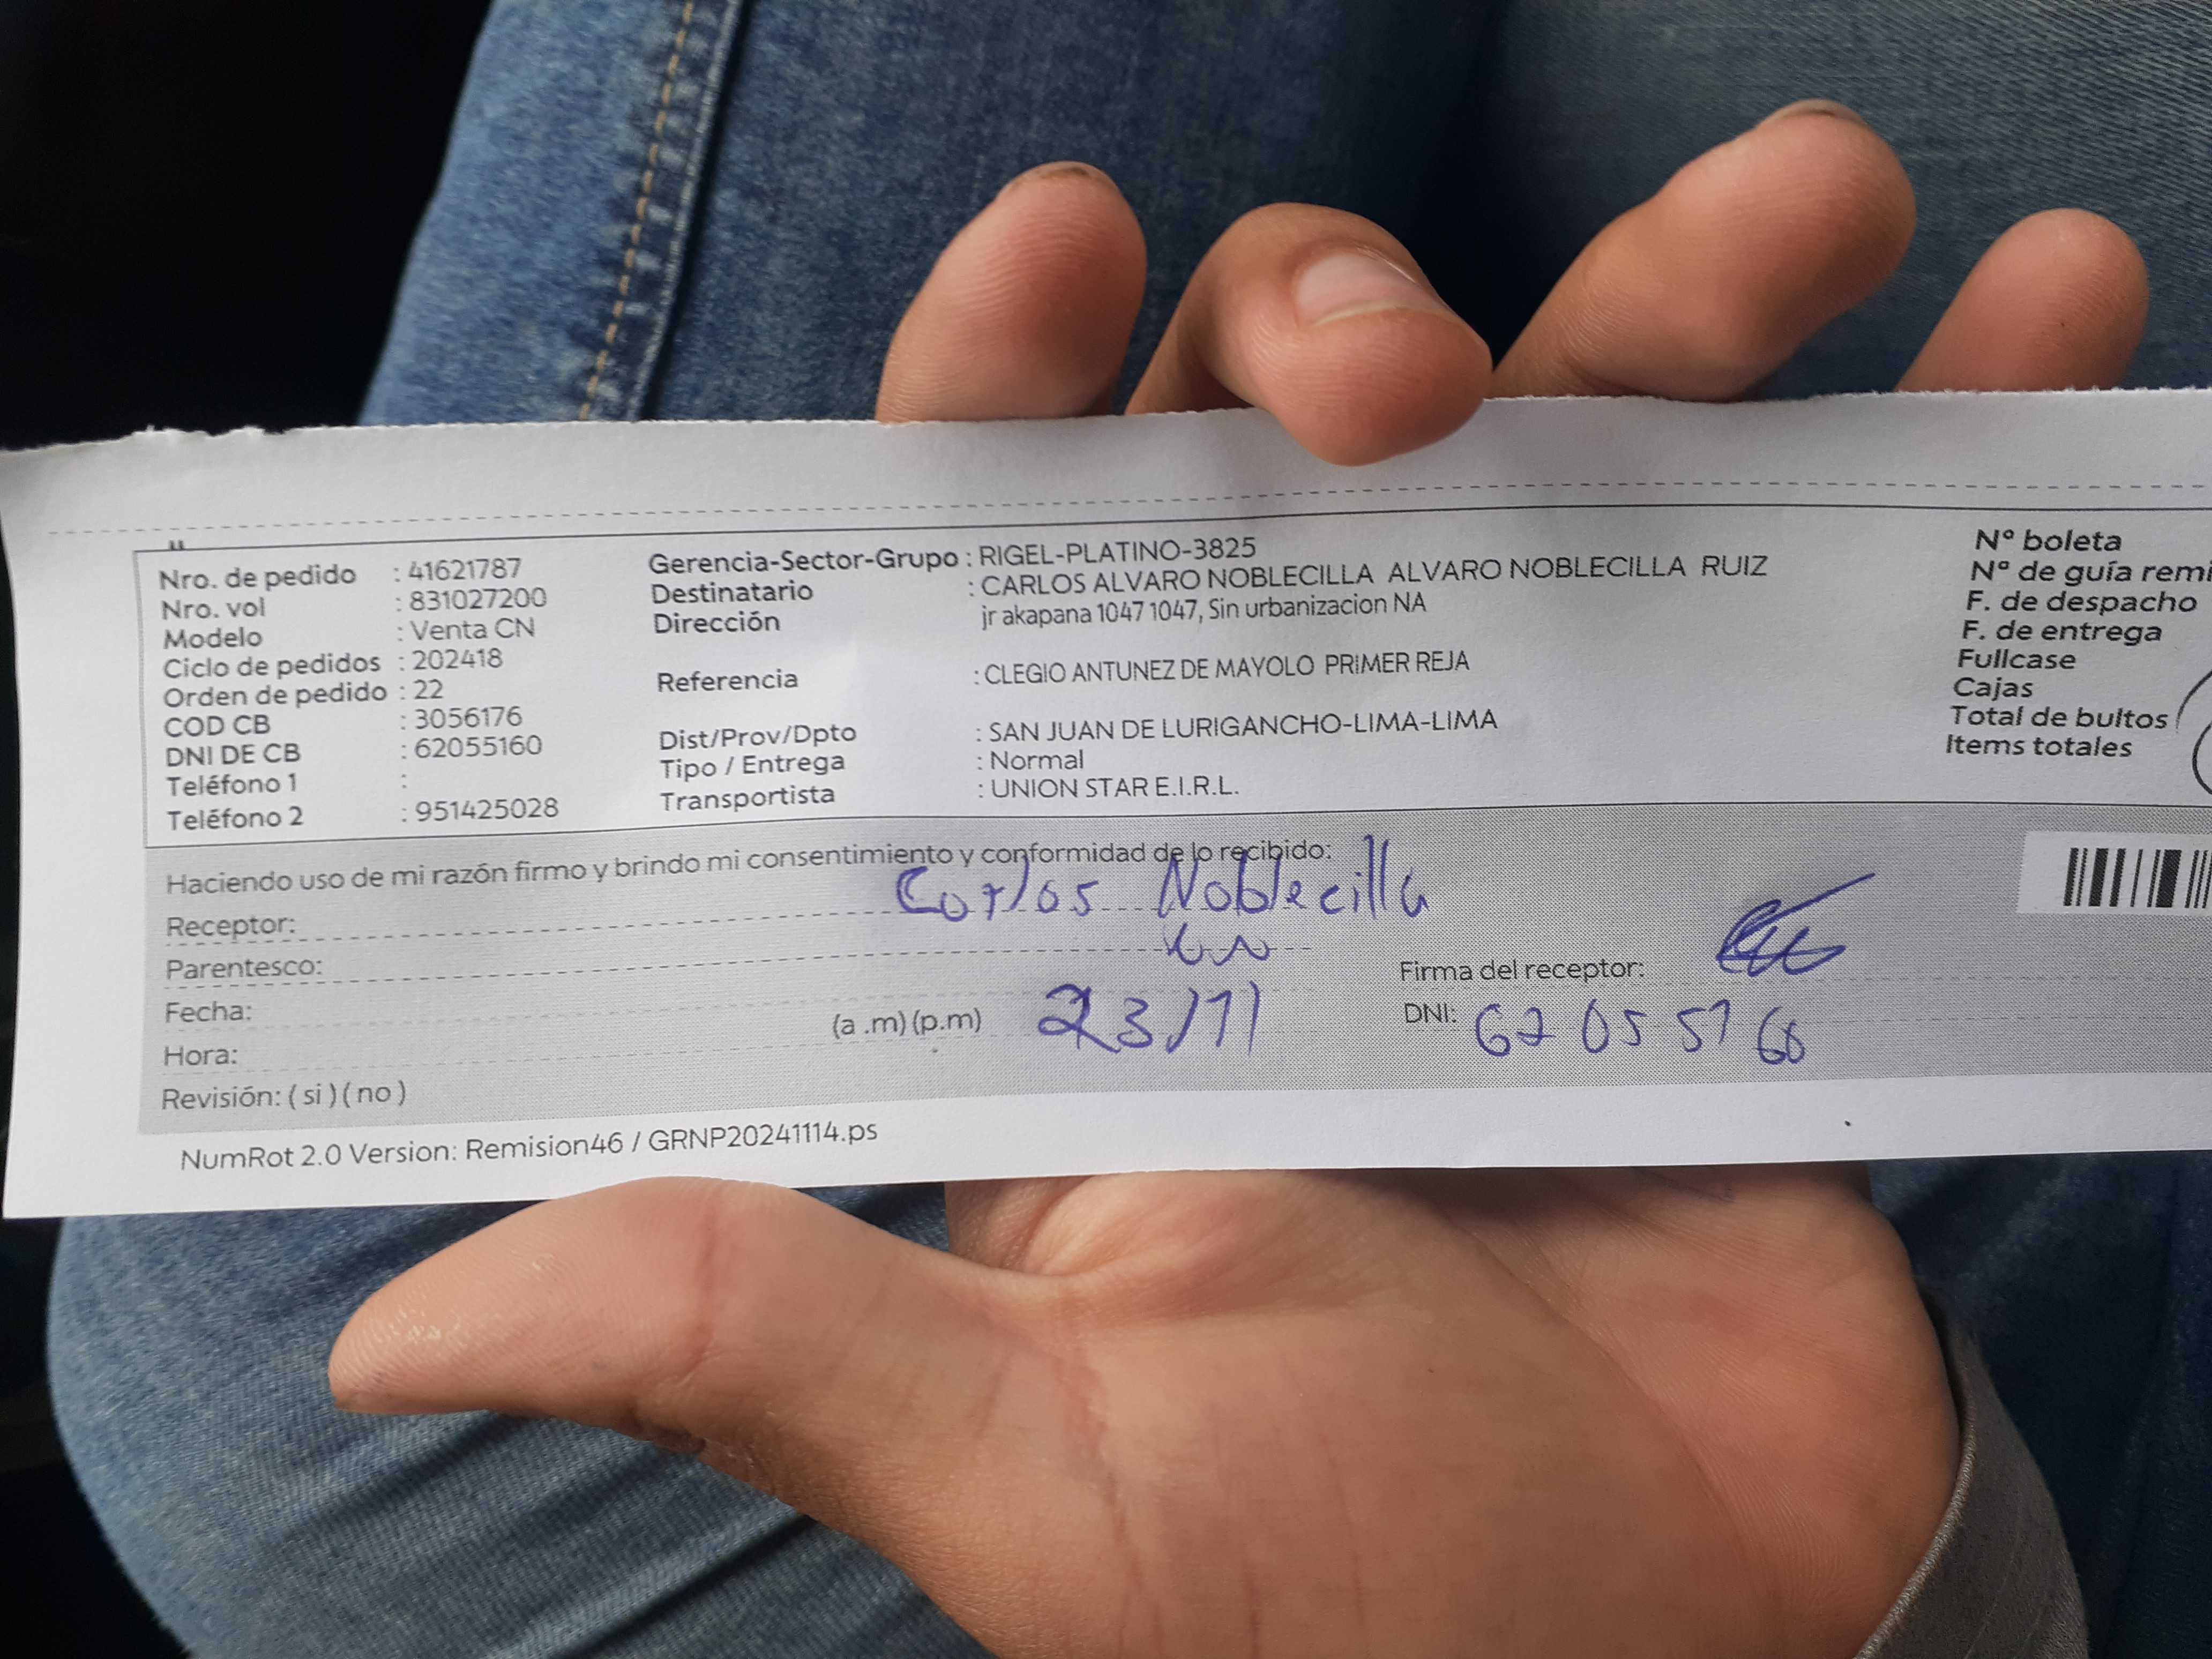 Nro. de pedido : 41621787
Nro. vol : 831027200
Modelo : Venta CN
Ciclo de pedidos : 202418
Orden de pedido : 22
COD CB : 3056176
DNI DE CB : 62055160
Teléfono 1 :
Teléfono 2 : 951425028
Gerencia-Sector-Grupo : RIGEL-PLATINO-3825
Destinatario : CARLOS ALVARO NOBLECILLA ALVARO NOBLECILLA RUIZ
Dirección jr akapana 1047 1047, Sin urbanizacion NA
Referencia : CLEGIO ANTUNEZ DE MAYOLO PRIMER REJA
Dist/Prov/Dpto : SAN JUAN DE LURIGANCHO-LIMA-LIMA
Tipo / Entrega : Normal
Transportista : UNION STAR E.I.R.L.
N° boleta
N° de guía remi
F. de despacho
F. de entrega
Fullcase
Cajas
Total de bultos
Items totales
Haciendo uso de mi razón firmo y brindo mi consentimiento y conformidad de lo recibido:
Receptor: Carlos Noblecilla
Parentesco:
Fecha: 23/11
Hora: (a .m) (p.m)
Revisión: ( si ) ( no )
Firma del receptor:
DNI: 62055160
NumRot 2.0 Version: Remision46 / GRNP20241114.ps